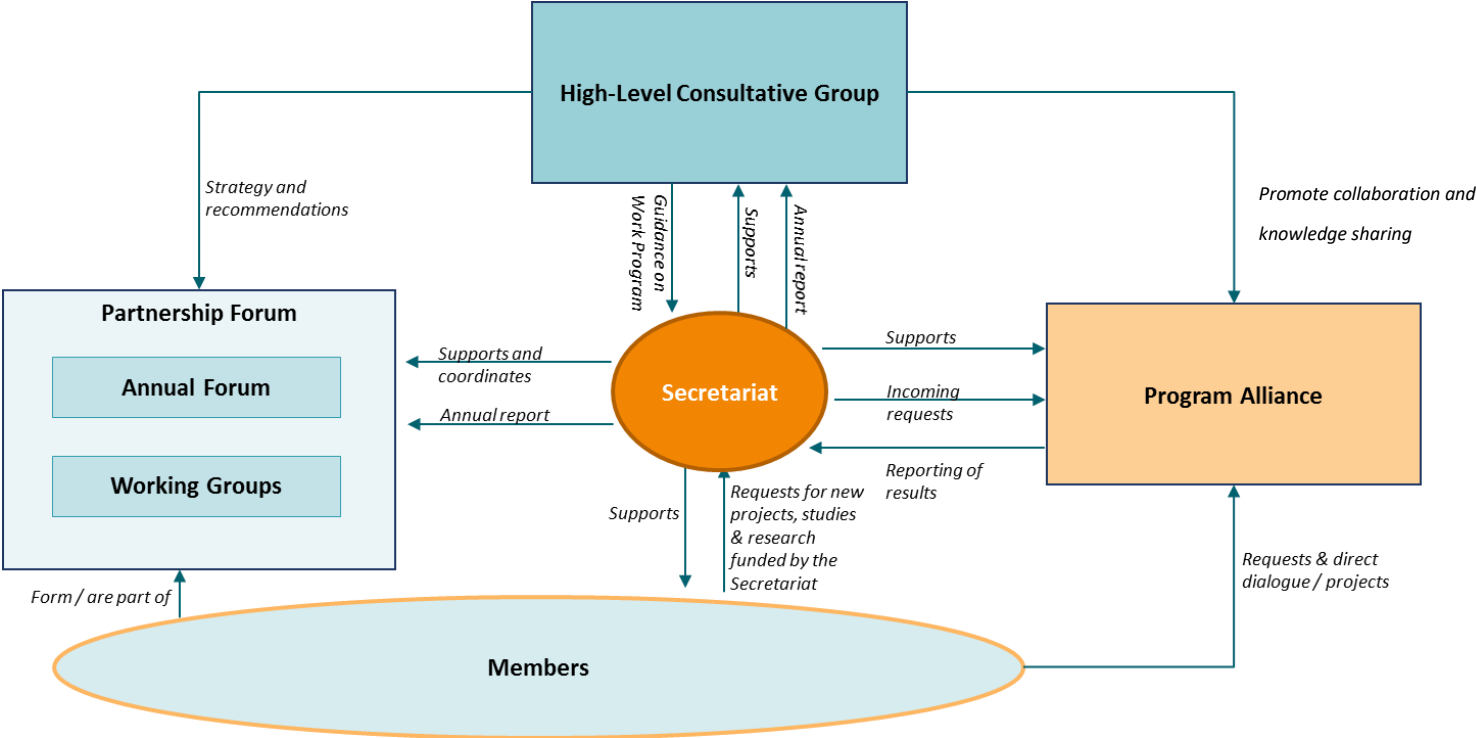 High-Level Consultative Group
Strategy and
recommendations
Guidance on
Work Program
Supports
Annual report
Promote collaboration and
knowledge sharing
Partnership Forum
Annual Forum
Working Groups
Supports and
coordinates
Annual report
Secretariat
Supports
Incoming
requests
Reporting of
results
Program Alliance
Supports
Requests for new
projects, studies
& research
funded by the
Secretariat
Requests & direct
dialogue / projects
Form / are part of
Members